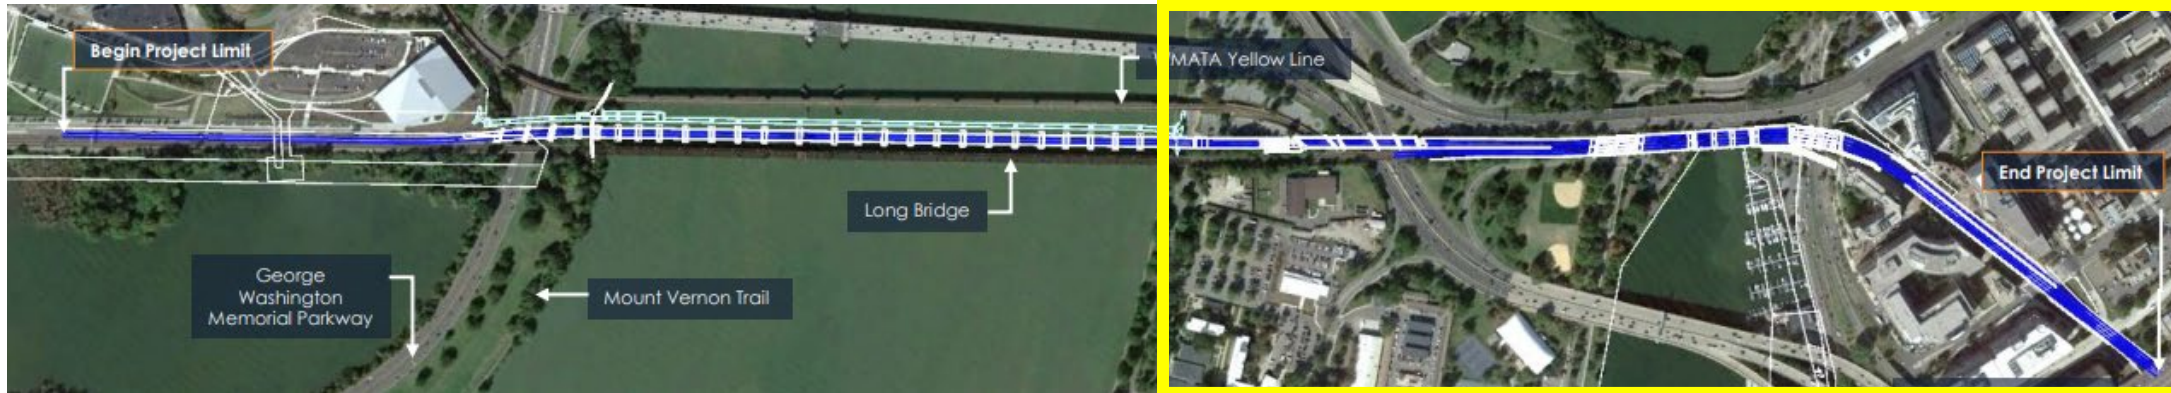 Begin Project Limit
MATA Yellow Line
End Project Limit
Long Bridge
George
Washington
Memorial Parkway
Mount Vernon Trail